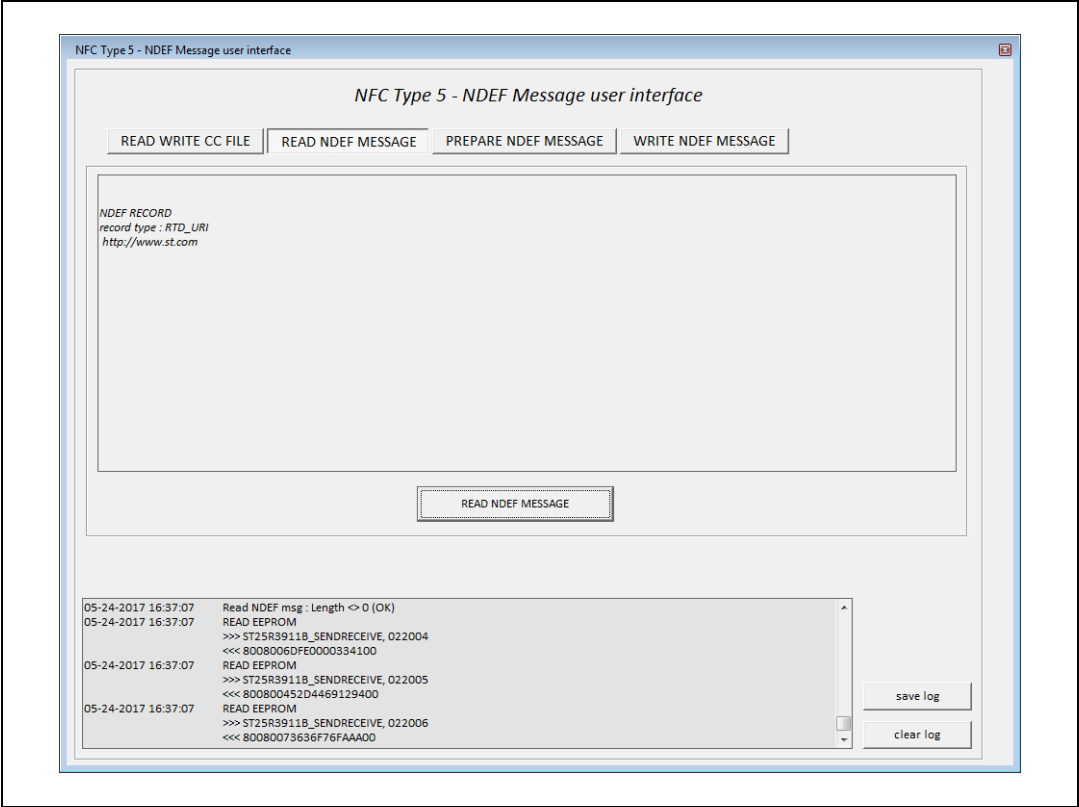 NFC Type 5 - NDEF Message user interface
NFC Type 5 - NDEF Message user interface
READ WRITE CC FILE READ NDEF MESSAGE PREPARE NDEF MESSAGE WRITE NDEF MESSAGE
NDEF RECORD
record type : RTD_URI
http://www.st.com
READ NDEF MESSAGE
05-24-2017 16:37:07 Read NDEF msg : Length <> 0 (OK)
05-24-2017 16:37:07 READ EEPROM
>>> ST25R3911B_SENDRECEIVE, 022004
<<< 8008006DFE0000334100
05-24-2017 16:37:07 READ EEPROM
>>> ST25R3911B_SENDRECEIVE, 022005
<<< 800800452D4469129400
05-24-2017 16:37:07 READ EEPROM
>>> ST25R3911B_SENDRECEIVE, 022006
<<< 80080073636F76FAAA00
save log
clear log